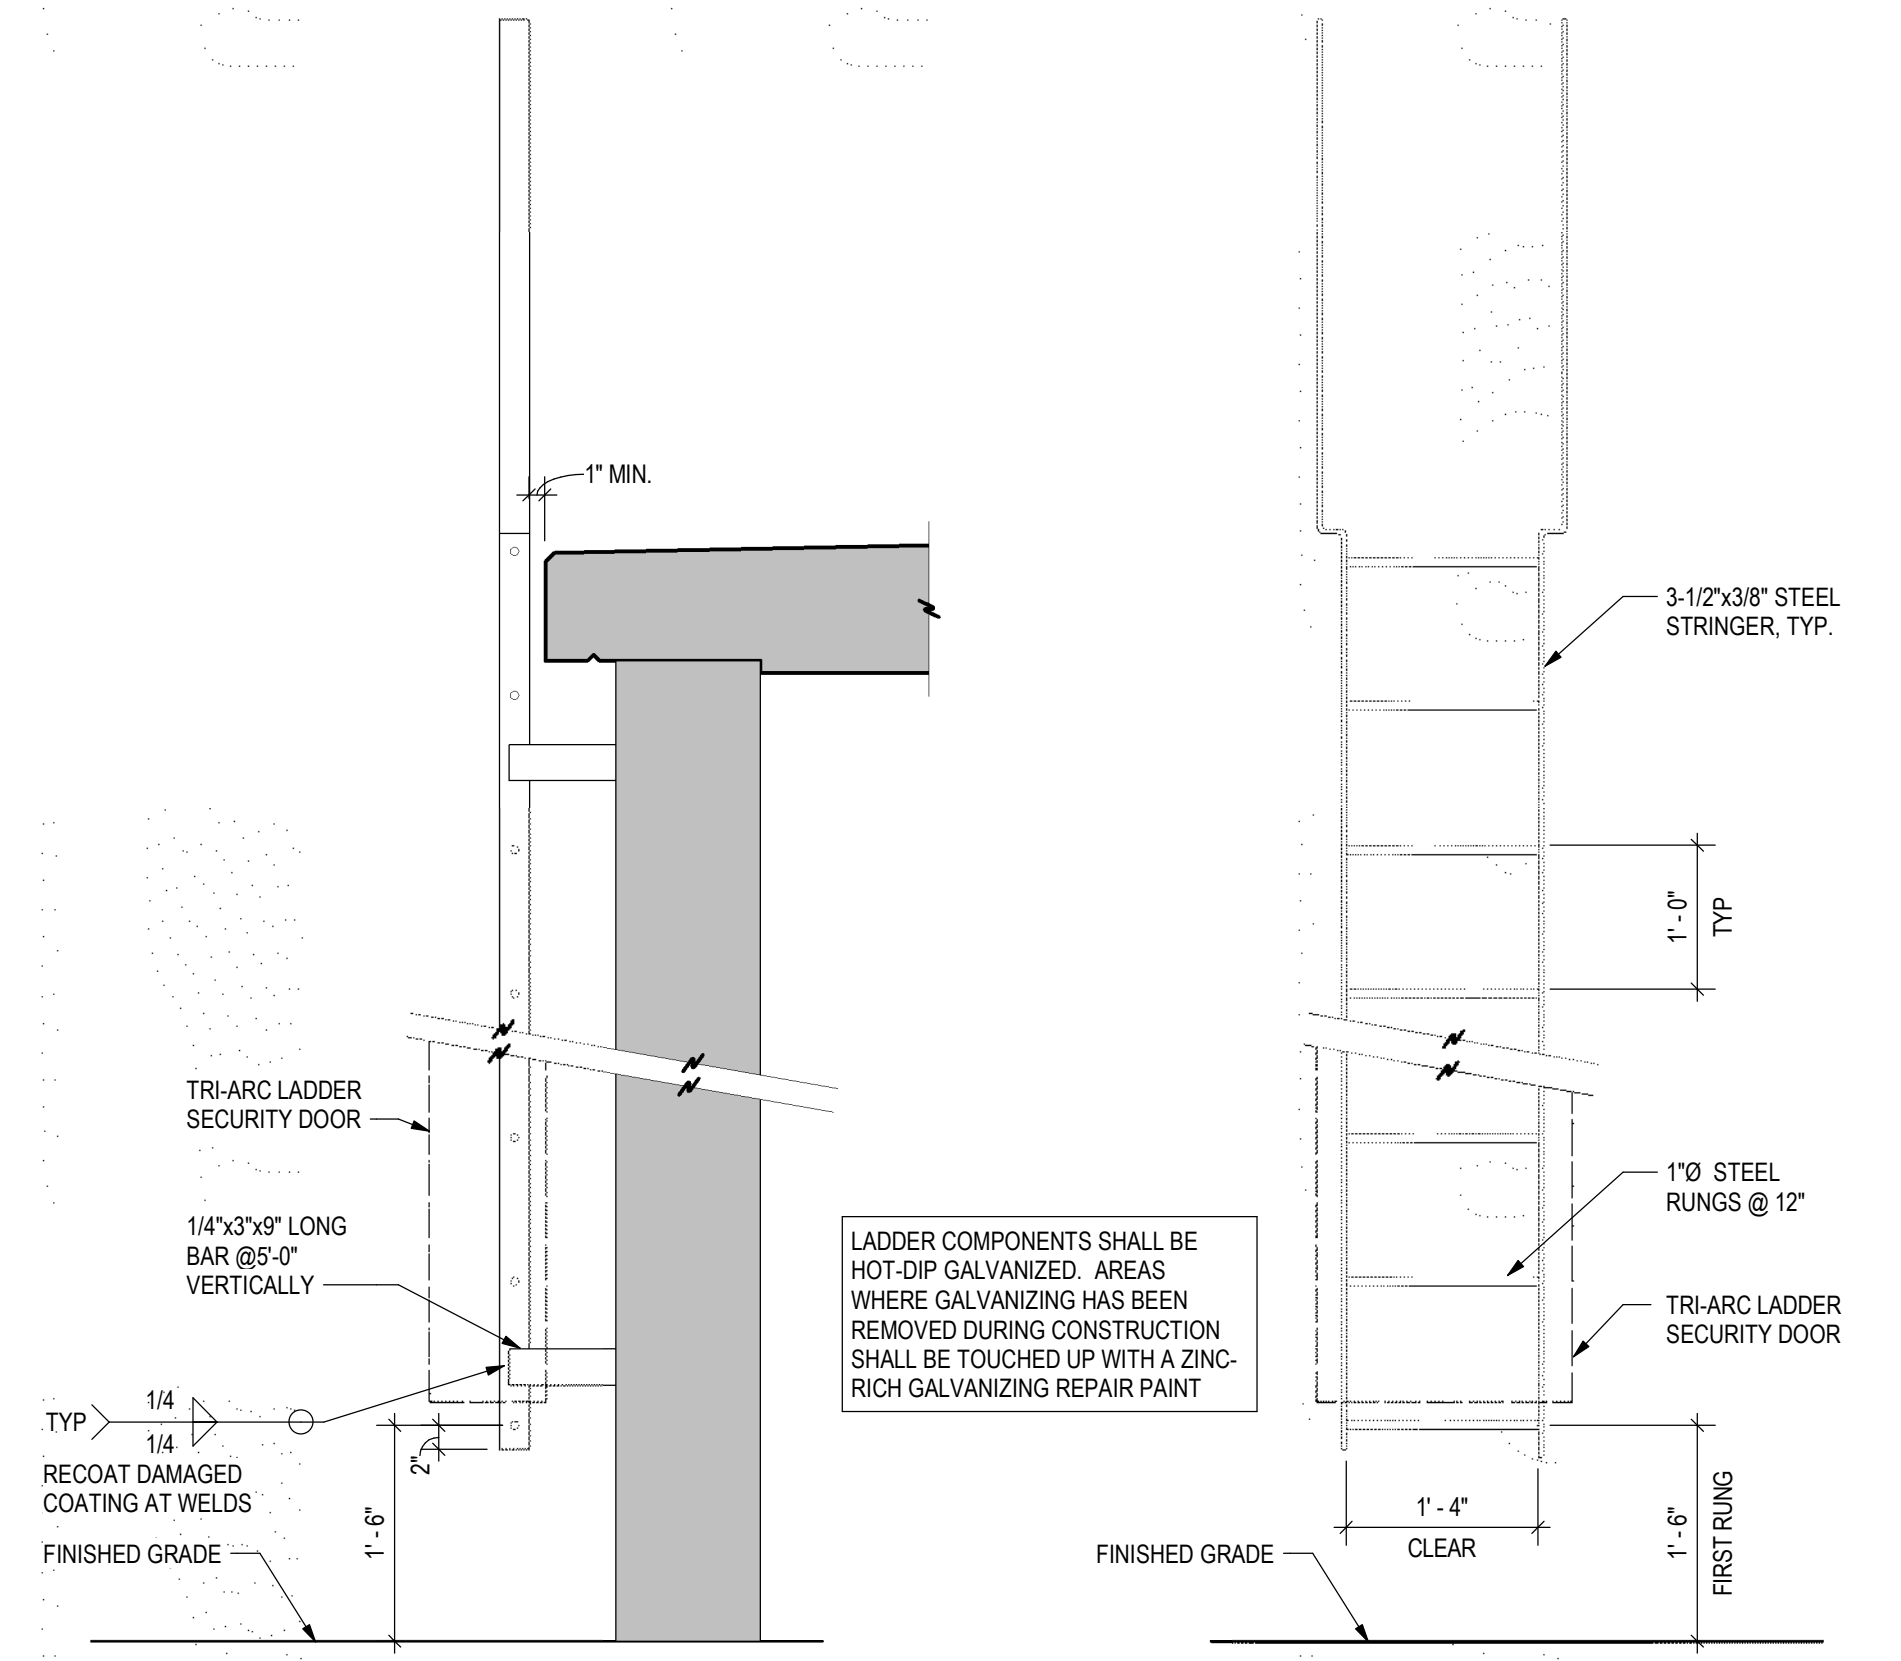 1" MIN.
3-1/2"x3/8" STEEL
STRINGER, TYP.
1' - 0"
TYP
TRI-ARC LADDER
SECURITY DOOR
1/4"x3"x9" LONG
BAR @5'-0"
VERTICALLY
1"Ø STEEL
RUNGS @ 12"
LADDER COMPONENTS SHALL BE
HOT-DIP GALVANIZED. AREAS
WHERE GALVANIZING HAS BEEN
REMOVED DURING CONSTRUCTION
SHALL BE TOUCHED UP WITH A ZINC-
RICH GALVANIZING REPAIR PAINT
TRI-ARC LADDER
SECURITY DOOR
1/4
TYP
1/4
RECOAT DAMAGED
COATING AT WELDS
2"
1' - 6"
FINISHED GRADE
1' - 4"
CLEAR
1' - 6"
FIRST RUNG
FINISHED GRADE